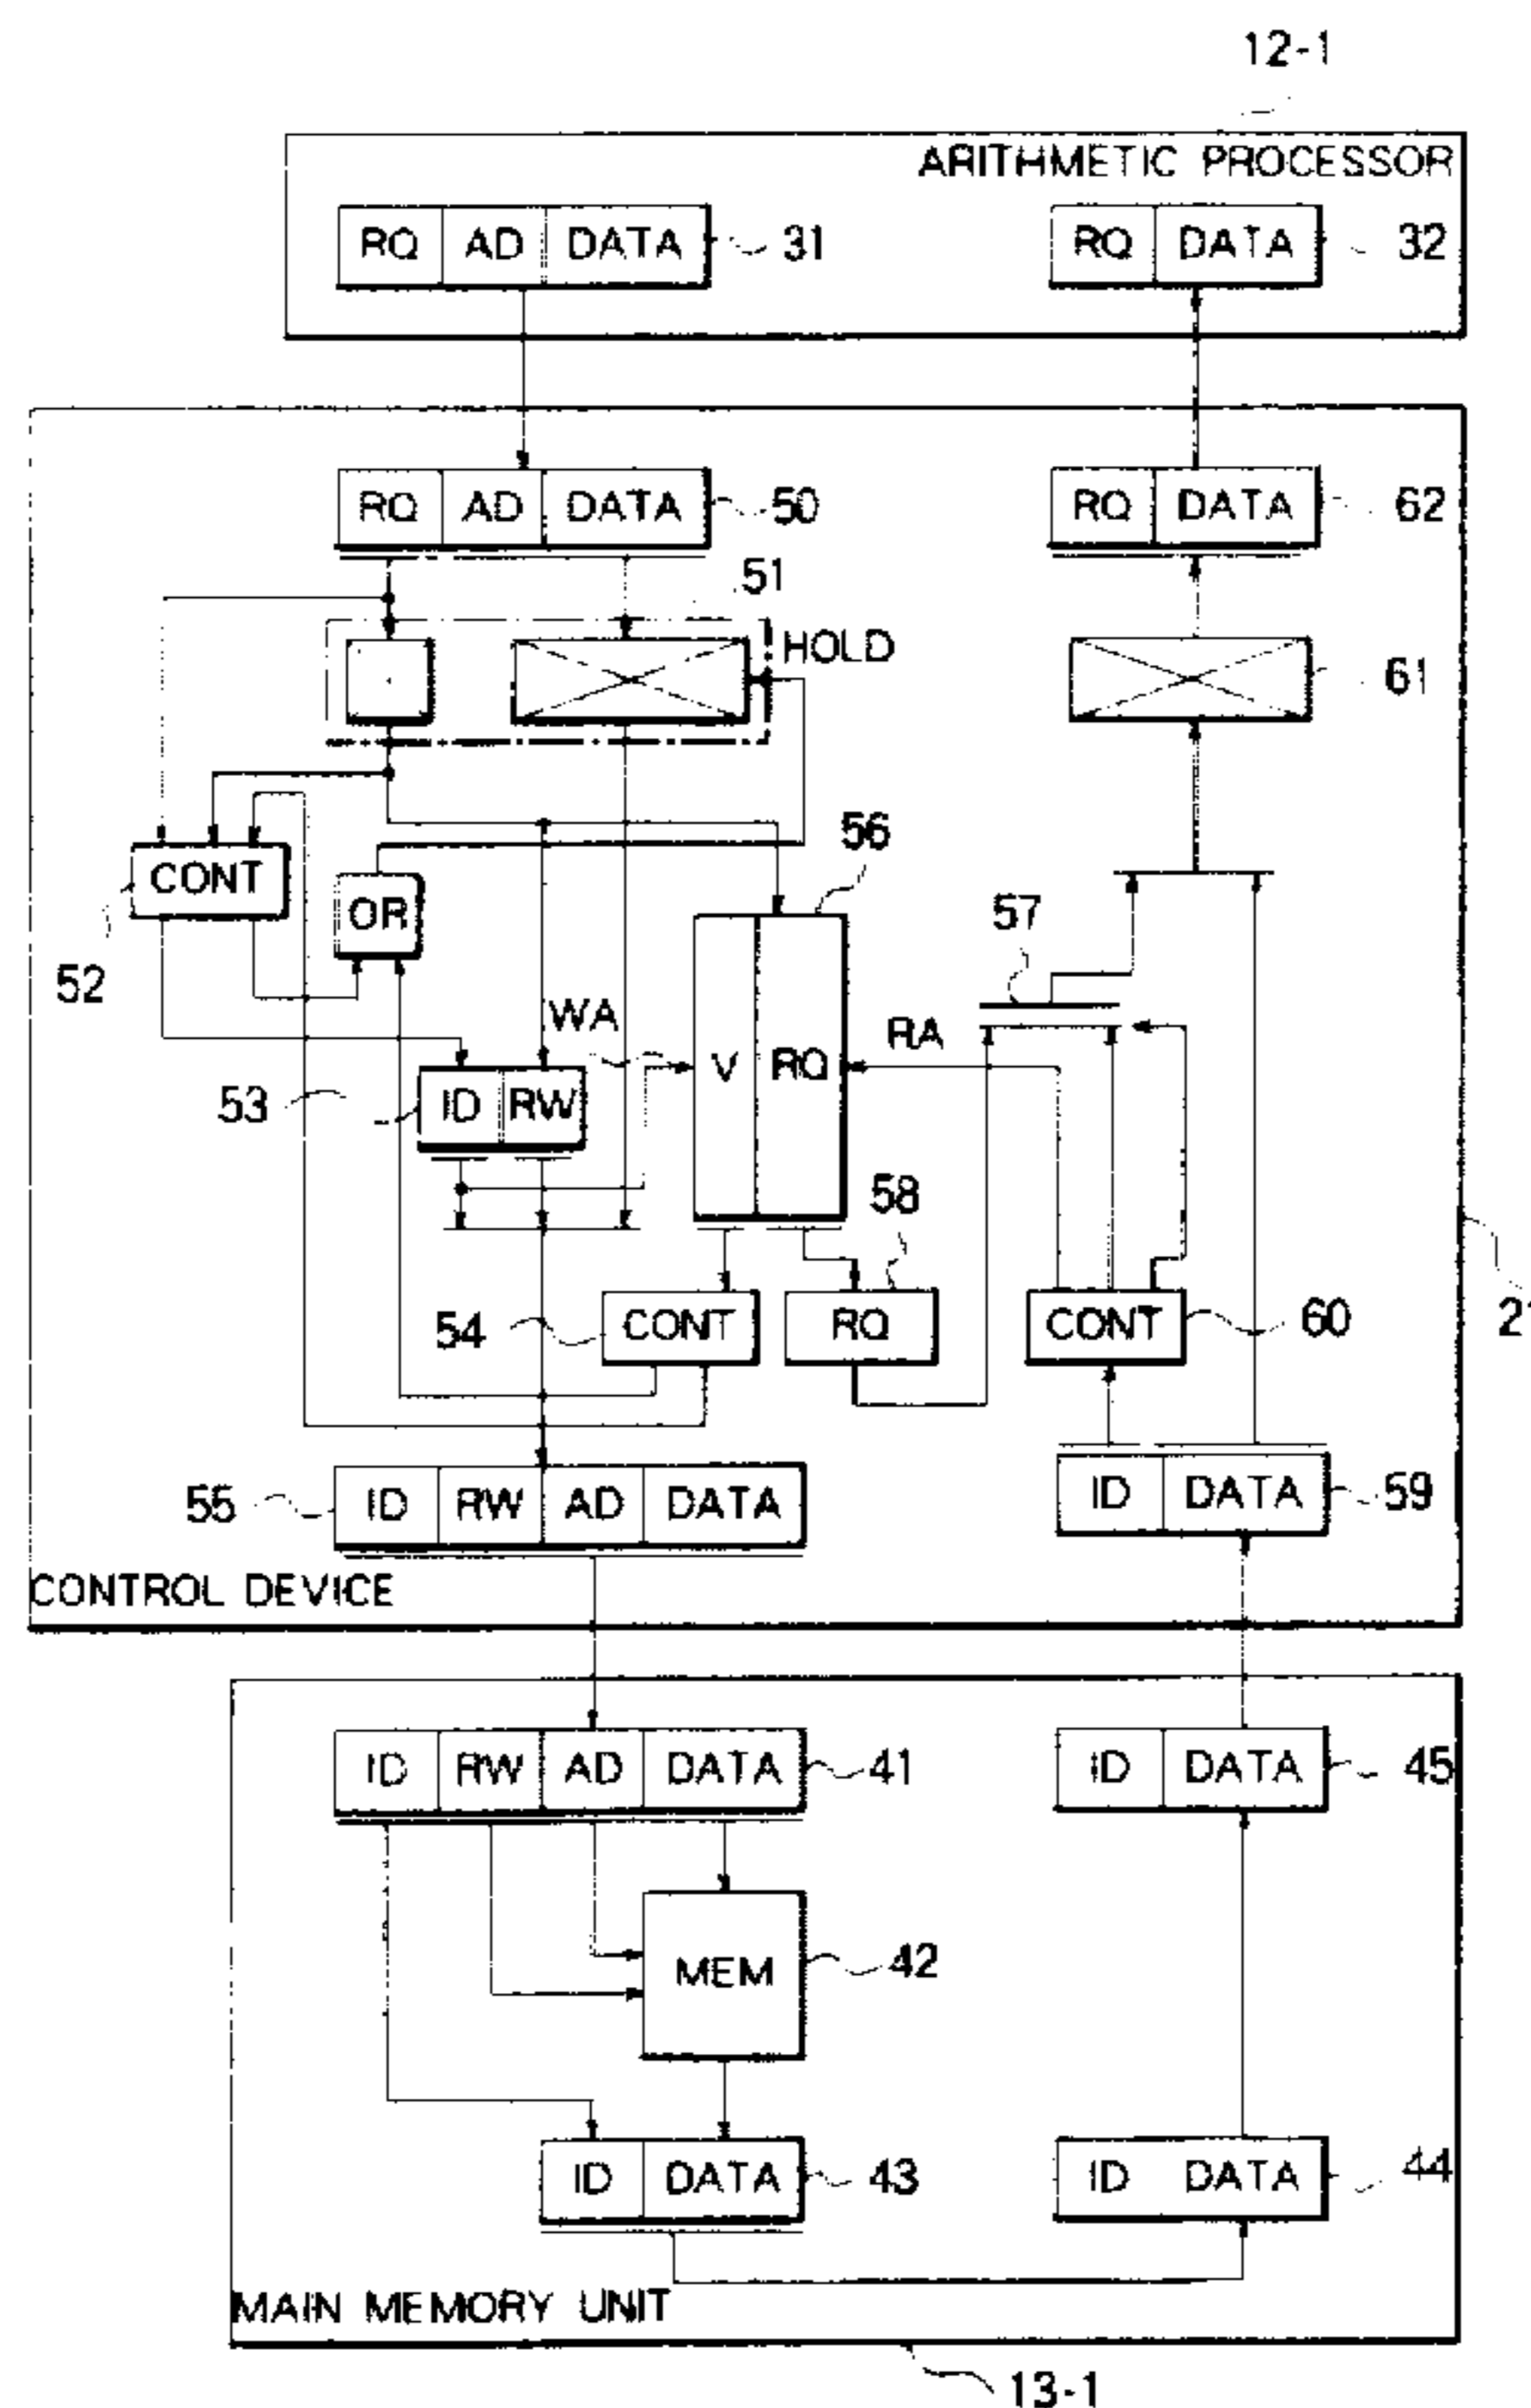 12-1
ARITHMETIC PROCESSOR
RQ AD DATA 31
RQ DATA 32
RQ AD DATA 50
RQ DATA 62
51
HOLD
61
56
CONT
OR
57
52
WA
V RQ
RA
53
ID RW
58
54
CONT
RQ
CONT
60
55
ID RW AD DATA
ID DATA 59
CONTROL DEVICE
ID RW AD DATA 41
ID DATA 45
MEM 42
ID DATA 43
ID DATA 44
MAIN MEMORY UNIT
13-1